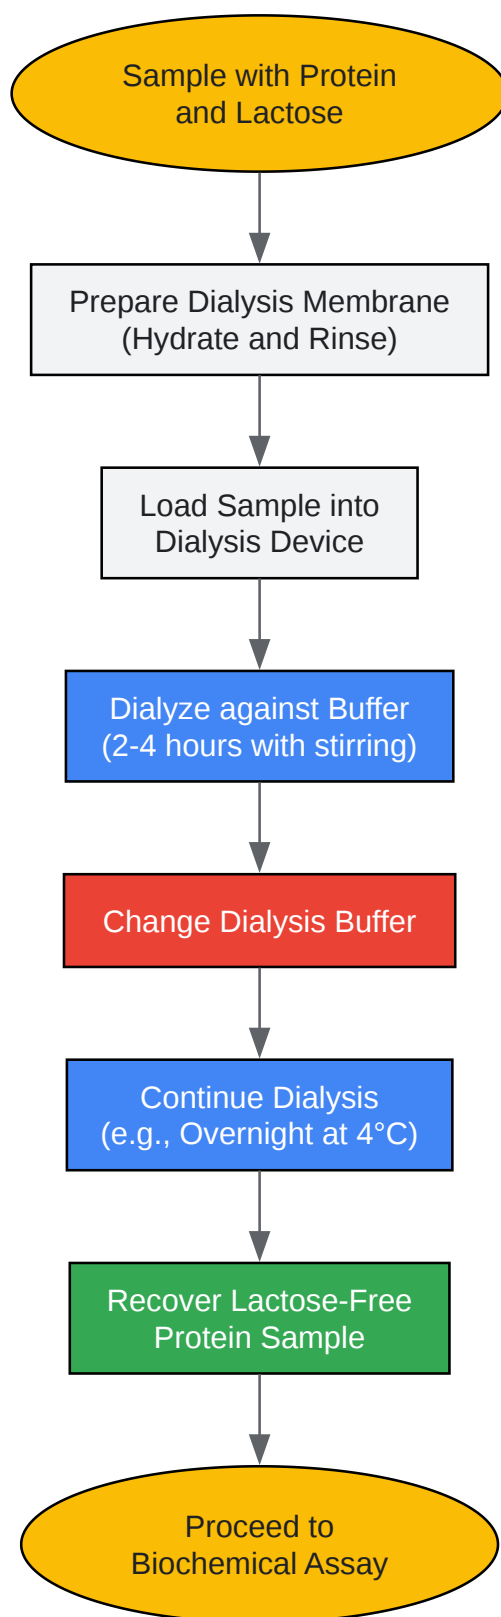 Sample with Protein
and Lactose
Prepare Dialysis Membrane
(Hydrate and Rinse)
Load Sample into
Dialysis Device
Dialyze against Buffer
(2-4 hours with stirring)
Change Dialysis Buffer
Continue Dialysis
(e.g., Overnight at 4°C)
Recover Lactose-Free
Protein Sample
Proceed to
Biochemical Assay